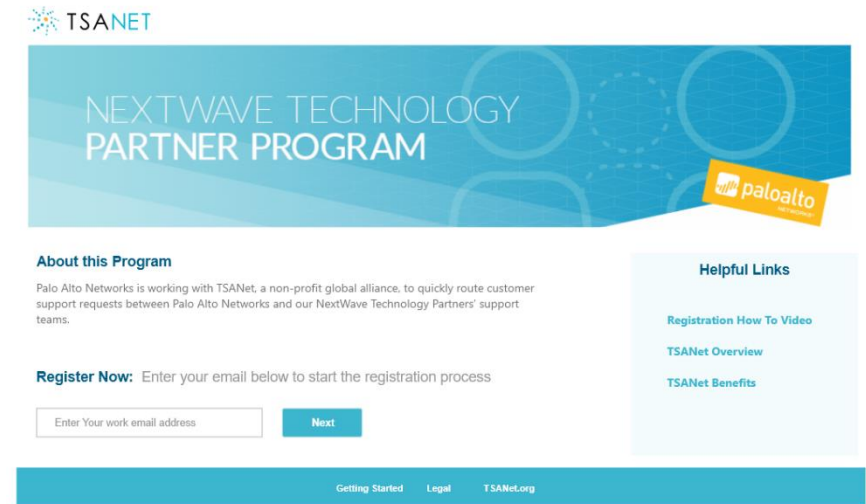 TSANET
NEXTWAVE TECHNOLOGY
PARTNER PROGRAM
paloalto
NETWORKS
About this Program
Palo Alto Networks is working with TSANet, a non-profit global alliance, to quickly route customer
support requests between Palo Alto Networks and our NextWave Technology Partners' support
teams.
Helpful Links
Registration How To Video
TSANet Overview
TSANet Benefits
Register Now: Enter your email below to start the registration process
Enter Your work email address
Next
Getting Started Legal TSANet.org